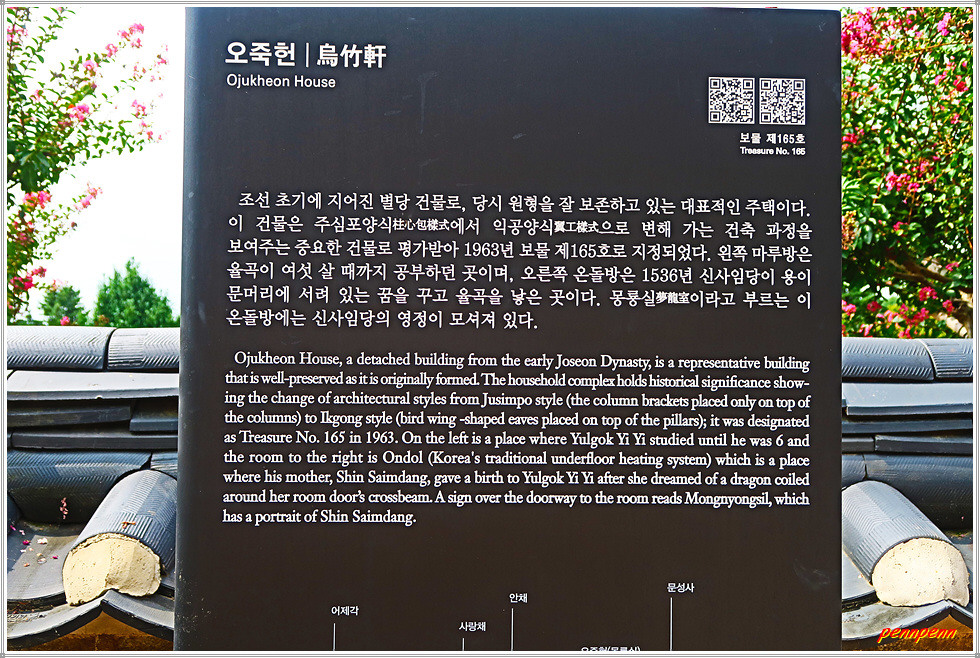 오죽헌 | 烏竹軒
Ojukheon House
보물 제165호
Treasure No. 165
조선 초기에 지어진 별당 건물로, 당시 원형을 잘 보존하고 있는 대표적인 주택이다.
이 건물은 주심포양식柱心包樣式에서 익공양식翼工樣式으로 변해 가는 건축 과정을
보여주는 중요한 건물로 평가받아 1963년 보물 제165호로 지정되었다. 왼쪽 마루방은
율곡이 여섯 살 때까지 공부하던 곳이며, 오른쪽 온돌방은 1536년 신사임당이 용이
문머리에 서려 있는 꿈을 꾸고 율곡을 낳은 곳이다. 몽룡실夢龍室이라고 부르는 이
온돌방에는 신사임당의 영정이 모셔져 있다.
Ojukheon House, a detached building from the early Joseon Dynasty, is a representative building
that is well-preserved as it is originally formed. The household complex holds historical significance show-
ing the change of architectural styles from Jusimpo style (the column brackets placed only on top of
the columns) to Ikgong style (bird wing -shaped eaves placed on top of the pillars); it was designated
as Treasure No. 165 in 1963. On the left is a place where Yulgok Yi Yi studied until he was 6 and
the room to the right is Ondol (Korea's traditional underfloor heating system) which is a place
where his mother, Shin Saimdang, gave a birth to Yulgok Yi Yi after she dreamed of a dragon coiled
around her room door's crossbeam. A sign over the doorway to the room reads Mongnyongsil, which
has a portrait of Shin Saimdang.
문성사
안채
어제각
사랑채
pennpenn